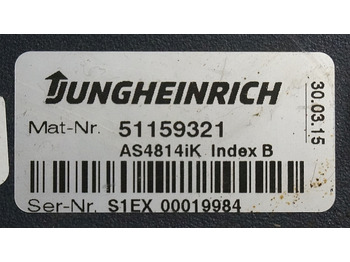 JUNGHEINRICH
Mat-Nr. 51159321
AS4814iK Index B
Ser-Nr. S1EX 00019984
30.03.15